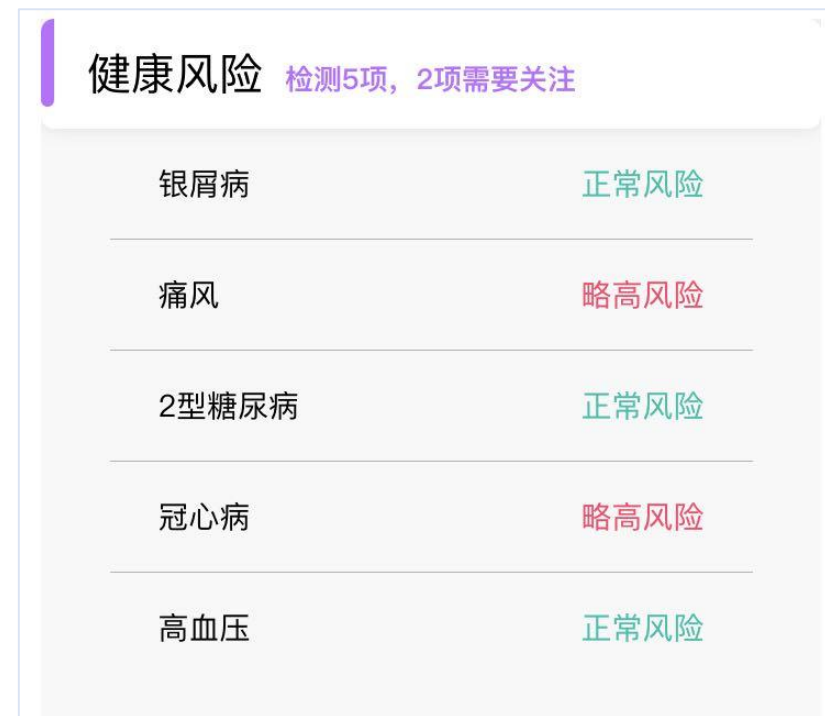 健康风险 检测5项，2项需要关注
银屑病 正常风险
痛风 略高风险
2型糖尿病 正常风险
冠心病 略高风险
高血压 正常风险